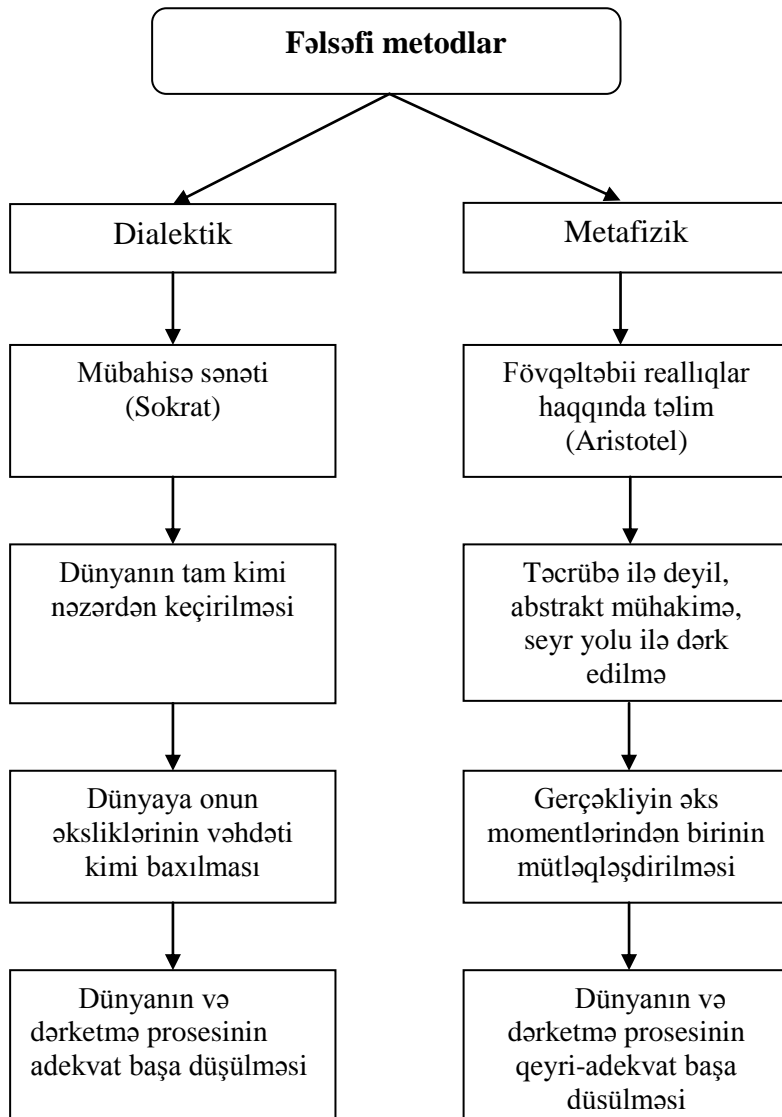 Fəlsəfi metodlar
Dialektik
Metafizik
Mübahisə sənəti
(Sokrat)
Fövqəltəbii reallıqlar
haqqında təlim
(Aristotel)
Dünyanın tam kimi
nəzərdən keçirilməsi
Təcrübə ilə deyil,
abstrakt mühakimə,
seyr yolu ilə dərk
edilmə
Dünyaya onun
əksliklərinin vəhdəti
kimi baxılması
Gerçəkliyin əks
momentlərindən birinin
mütləqləşdirilməsi
Dünyanın və
dərketmə prosesinin
adekvat başa düşülməsi
Dünyanın və
dərketmə prosesinin
qeyri-adekvat başa
düsülməsi